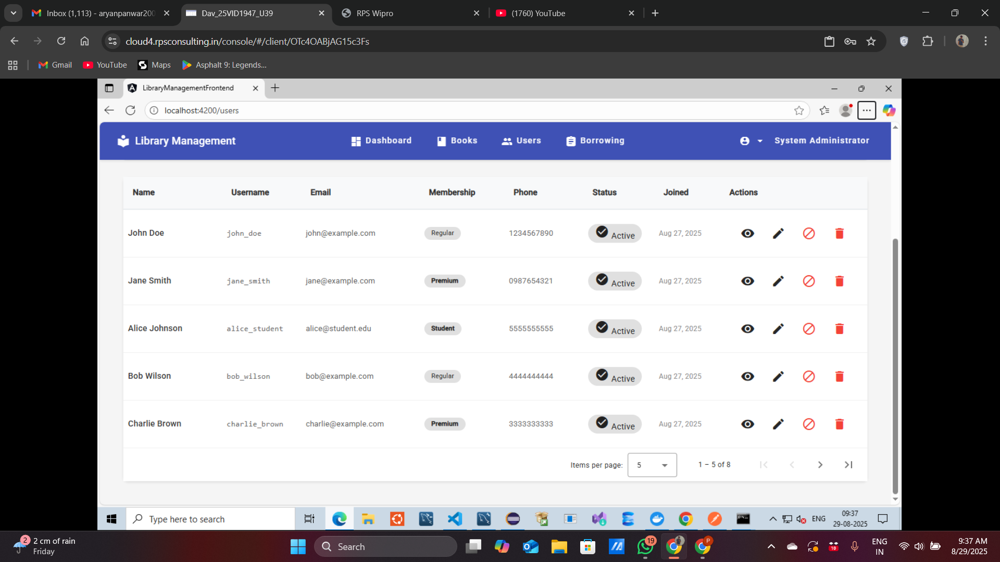 Inbox (1,113) - aryanpanwar200
Dav_25VID1947_U39
RPS Wipro
(1760) YouTube
cloud4.rpsconsulting.in/console/#/client/OTc4OABjAG15c3Fs
Gmail
YouTube
Maps
Asphalt 9: Legends...
LibraryManagementFrontend
localhost:4200/users
Library Management
Dashboard
Books
Users
Borrowing
System Administrator
Name Username Email Membership Phone Status Joined Actions
John Doe john_doe john@example.com Regular 1234567890 Active Aug 27, 2025
Jane Smith jane_smith jane@example.com Premium 0987654321 Active Aug 27, 2025
Alice Johnson alice_student alice@student.edu Student 5555555555 Active Aug 27, 2025
Bob Wilson bob_wilson bob@example.com Regular 4444444444 Active Aug 27, 2025
Charlie Brown charlie_brown charlie@example.com Premium 3333333333 Active Aug 27, 2025
Items per page: 5 1 – 5 of 8
Type here to search
ENG
09:37
29-08-2025
2
2 cm of rain
Friday
Search
19
P
10
ENG
IN
9:37 AM
8/29/2025